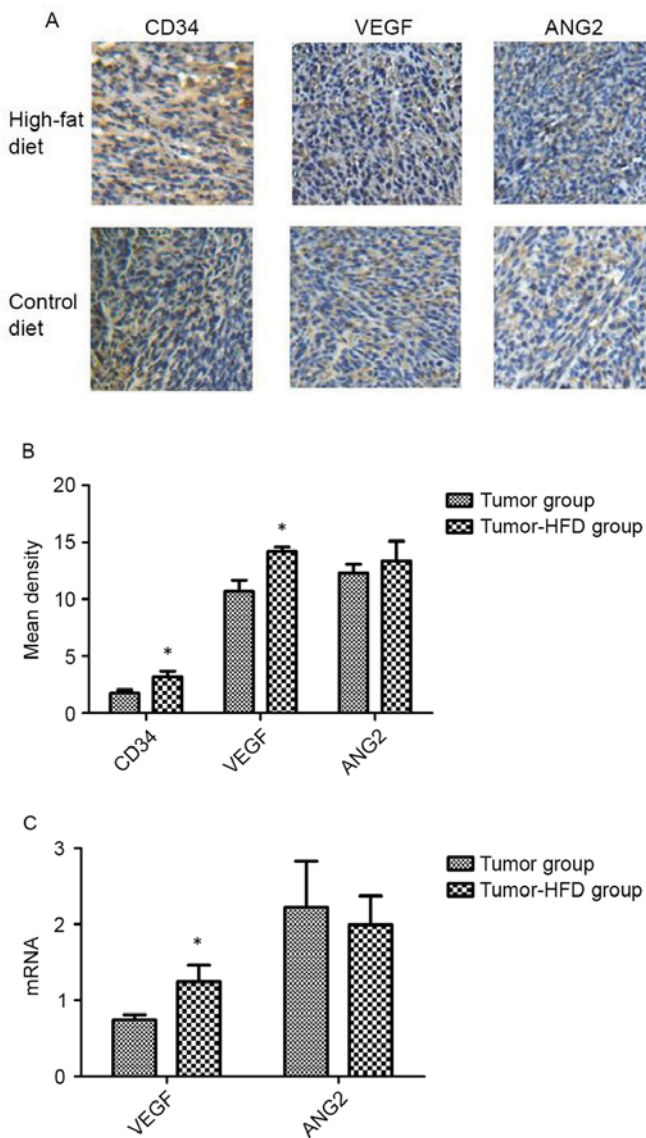 A
CD34 VEGF ANG2
High-fat
diet
Control
diet
B
Mean density
20
15
10
5
0
* * 
CD34 VEGF ANG2
Tumor group
Tumor-HFD group
C
mRNA
3
2
1
0
*
VEGF ANG2
Tumor group
Tumor-HFD group